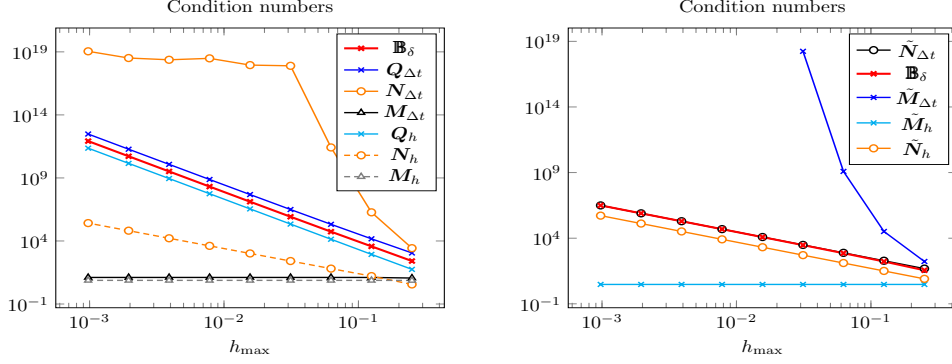 Condition numbers
10^19
10^14
10^9
10^4
10^−1
10^−3
10^−2
10^−1
h_max
𝔹_δ
Q_Δt
N_Δt
M_Δt
Q_h
N_h
M_h
Condition numbers
10^19
10^14
10^9
10^4
10^−1
10^−3
10^−2
10^−1
h_max
Ñ_Δt
𝔹_δ
M̃_Δt
M̃_h
Ñ_h